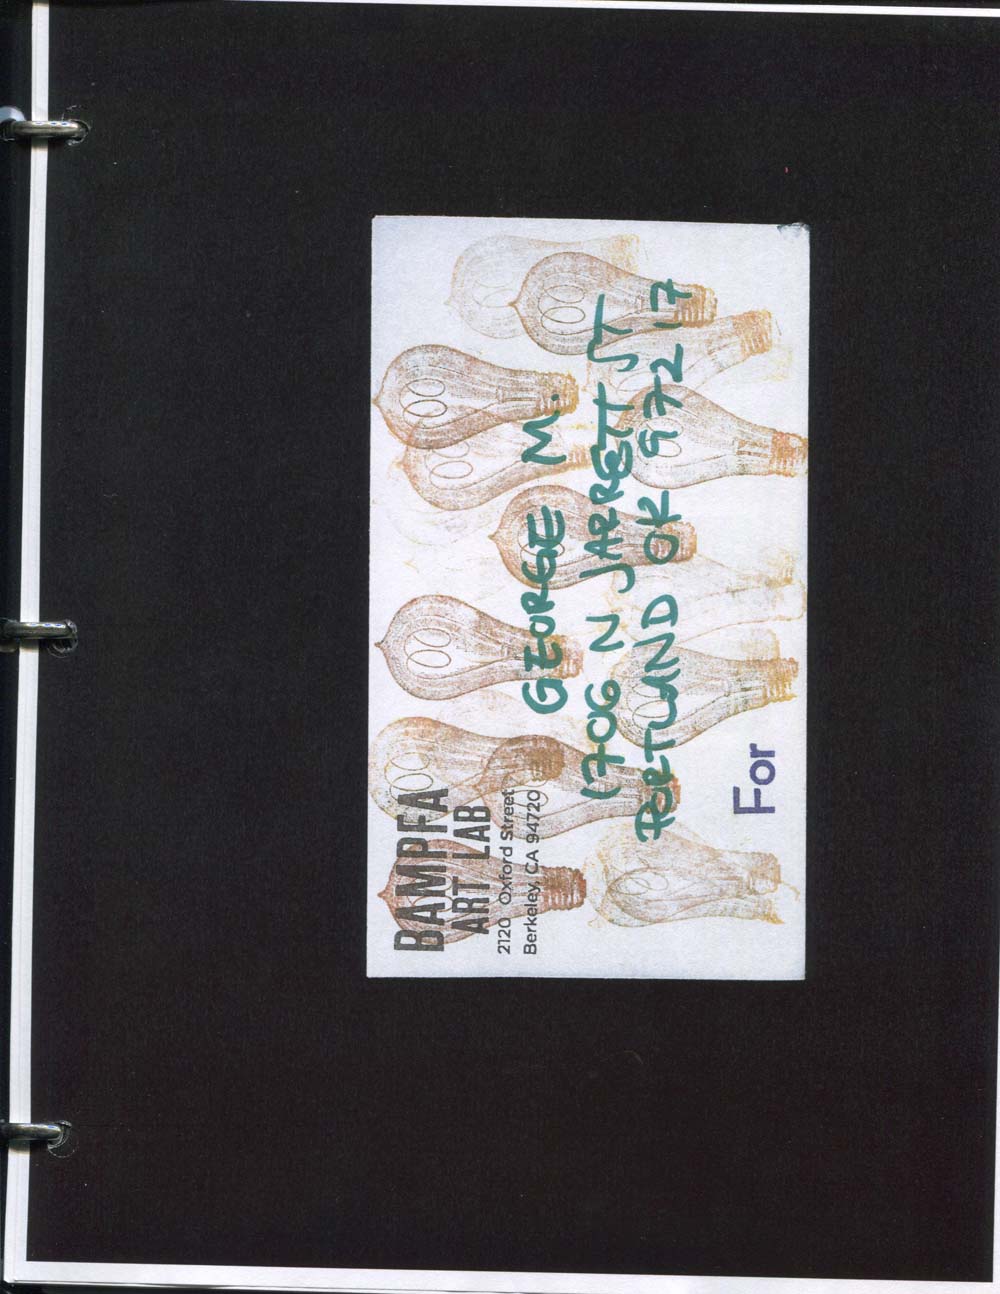 BAMPFA
ART LAB
2120 Oxford Street
Berkeley, CA 94720
GEORGE M.
1706 N JARRETT ST
PORTLAND OR 97217
For